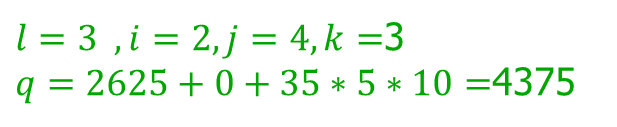 l = 3 ,i = 2,j = 4,k =3
q = 2625 + 0 + 35 * 5 * 10 =4375